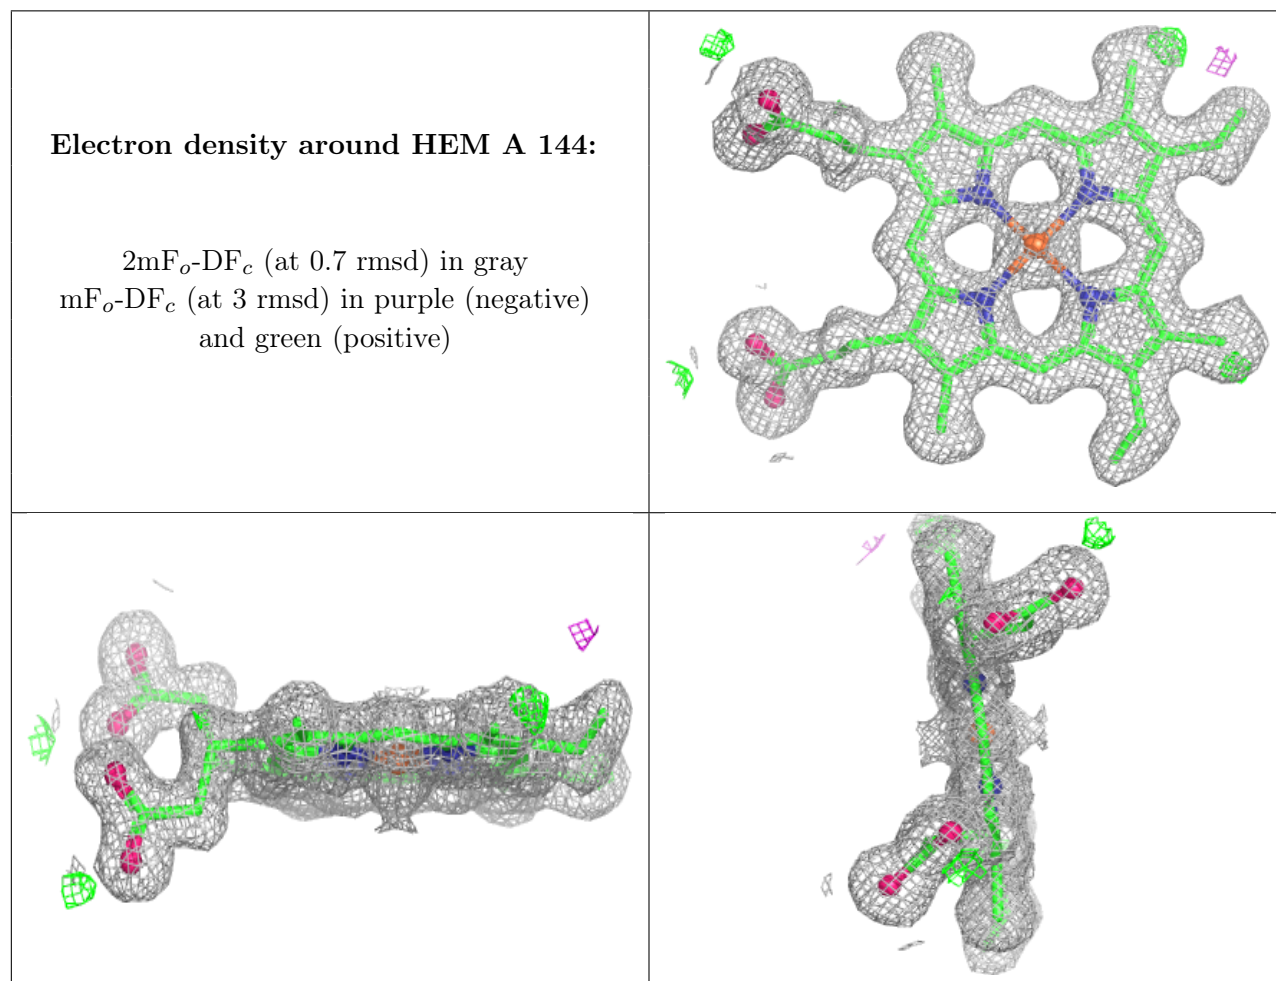 Electron density around HEM A 144:
2mFo-DFc (at 0.7 rmsd) in gray
mFo-DFc (at 3 rmsd) in purple (negative)
and green (positive)